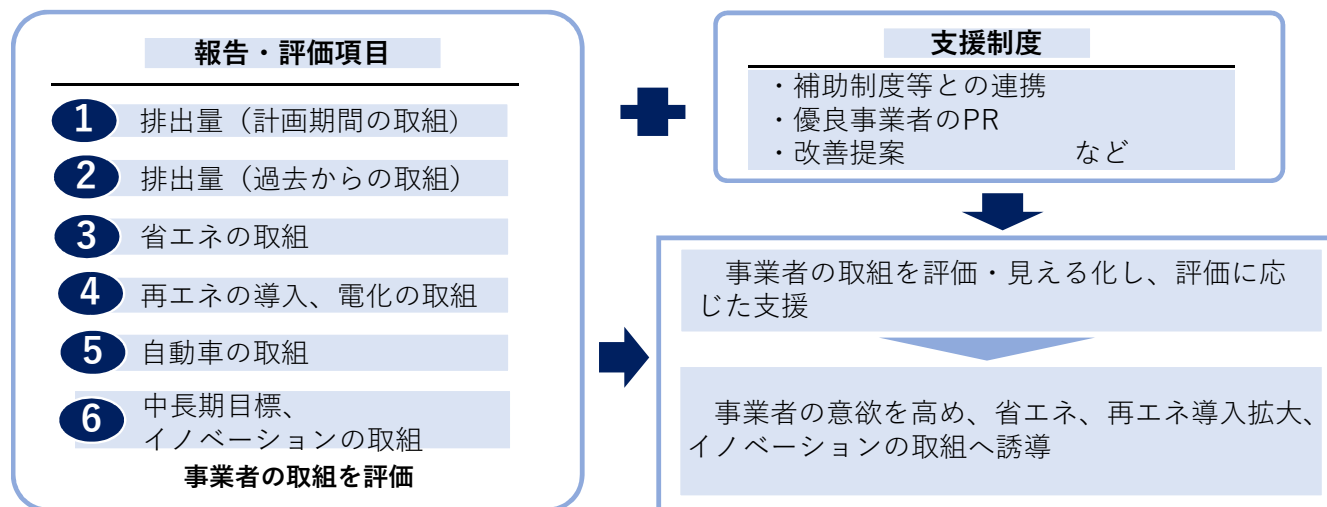 報告・評価項目
1 排出量（計画期間の取組）
2 排出量（過去からの取組）
3 省エネの取組
4 再エネの導入、電化の取組
5 自動車の取組
6 中長期目標、
イノベーションの取組
事業者の取組を評価
支援制度
・補助制度等との連携
・優良事業者のPR
・改善提案　　　　　　など
事業者の取組を評価・見える化し、評価に応
じた支援
事業者の意欲を高め、省エネ、再エネ導入拡大、
イノベーションの取組へ誘導